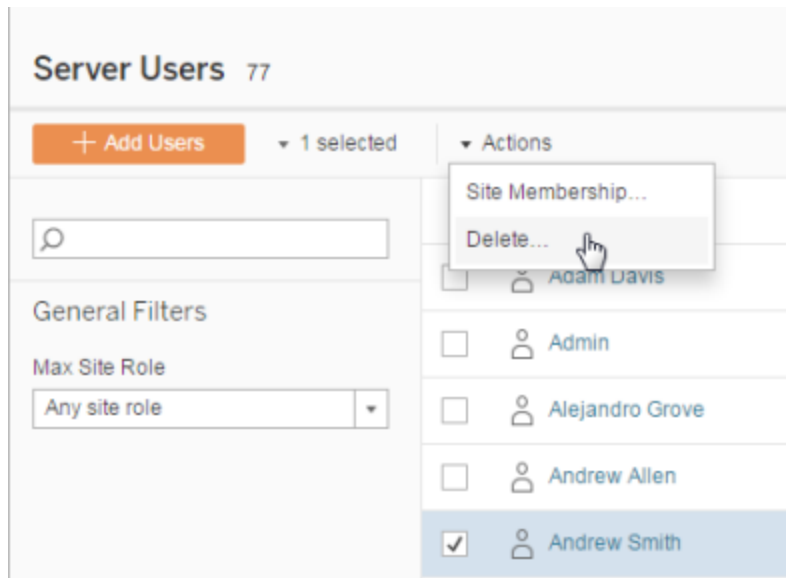 Server Users 77
+ Add Users
1 selected
Actions
Site Membership...
Delete...
General Filters
Max Site Role
Any site role
Adam Davis
Admin
Alejandro Grove
Andrew Allen
Andrew Smith